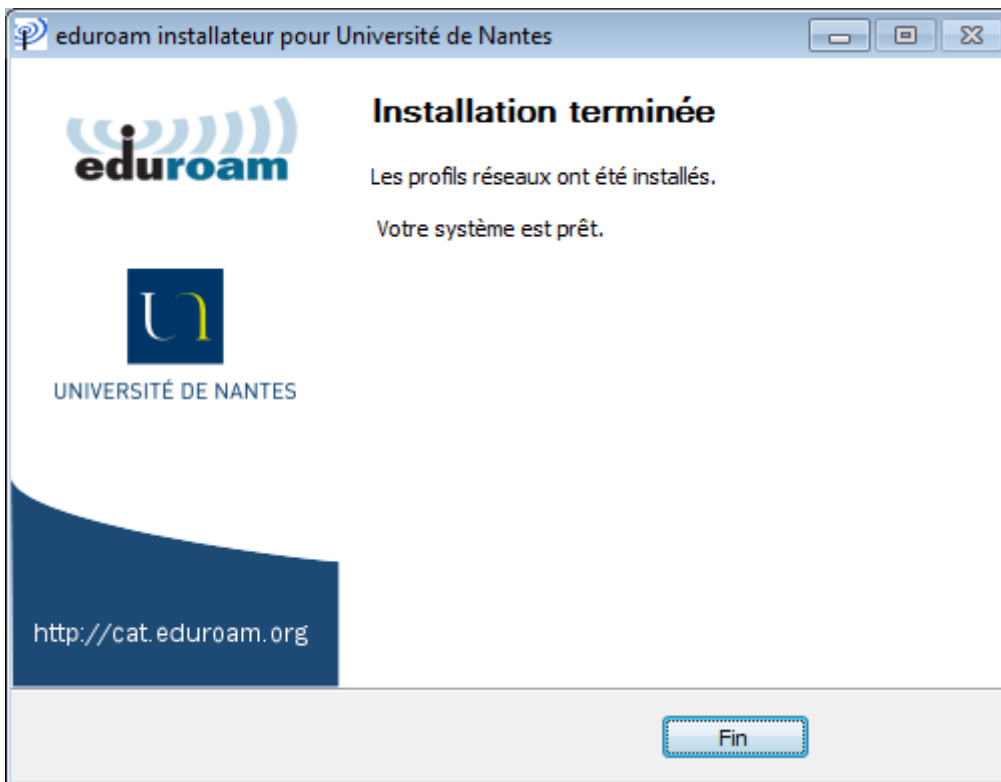 eduroam installateur pour Université de Nantes
eduroam
Installation terminée
Les profils réseaux ont été installés.
Votre système est prêt.
UNIVERSITÉ DE NANTES
http://cat.eduroam.org
Fin